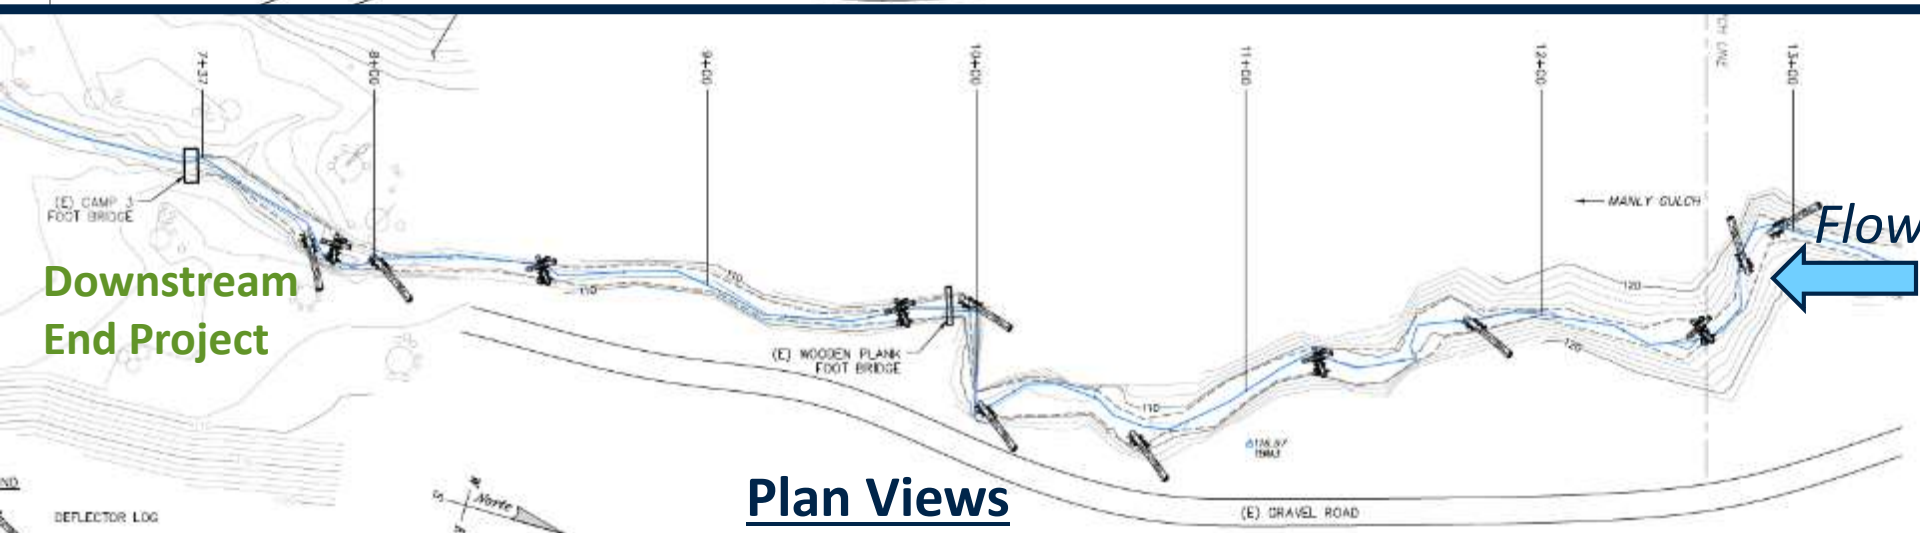 7+37
8+00
9+00
10+00
11+00
12+00
13+00
(E) CAMP 3
FOOT BRIDGE
MANLY GULCH
Flow
Downstream
End Project
110
110
120
(E) WOODEN PLANK
FOOT BRIDGE
120
110
Plan Views
(E) GRAVEL ROAD
DEFLECTOR LOG